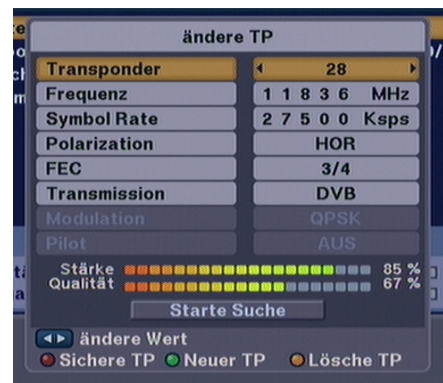 ändere TP
Transponder 28
Frequenz 1 1 8 3 6 MHz
Symbol Rate 2 7 5 0 0 Ksps
Polarization HOR
FEC 3/4
Transmission DVB
Modulation QPSK
Pilot AUS
Stärke 85 %
Qualität 67 %
Starte Suche
ändere Wert
Sichere TP Neuer TP Lösche TP